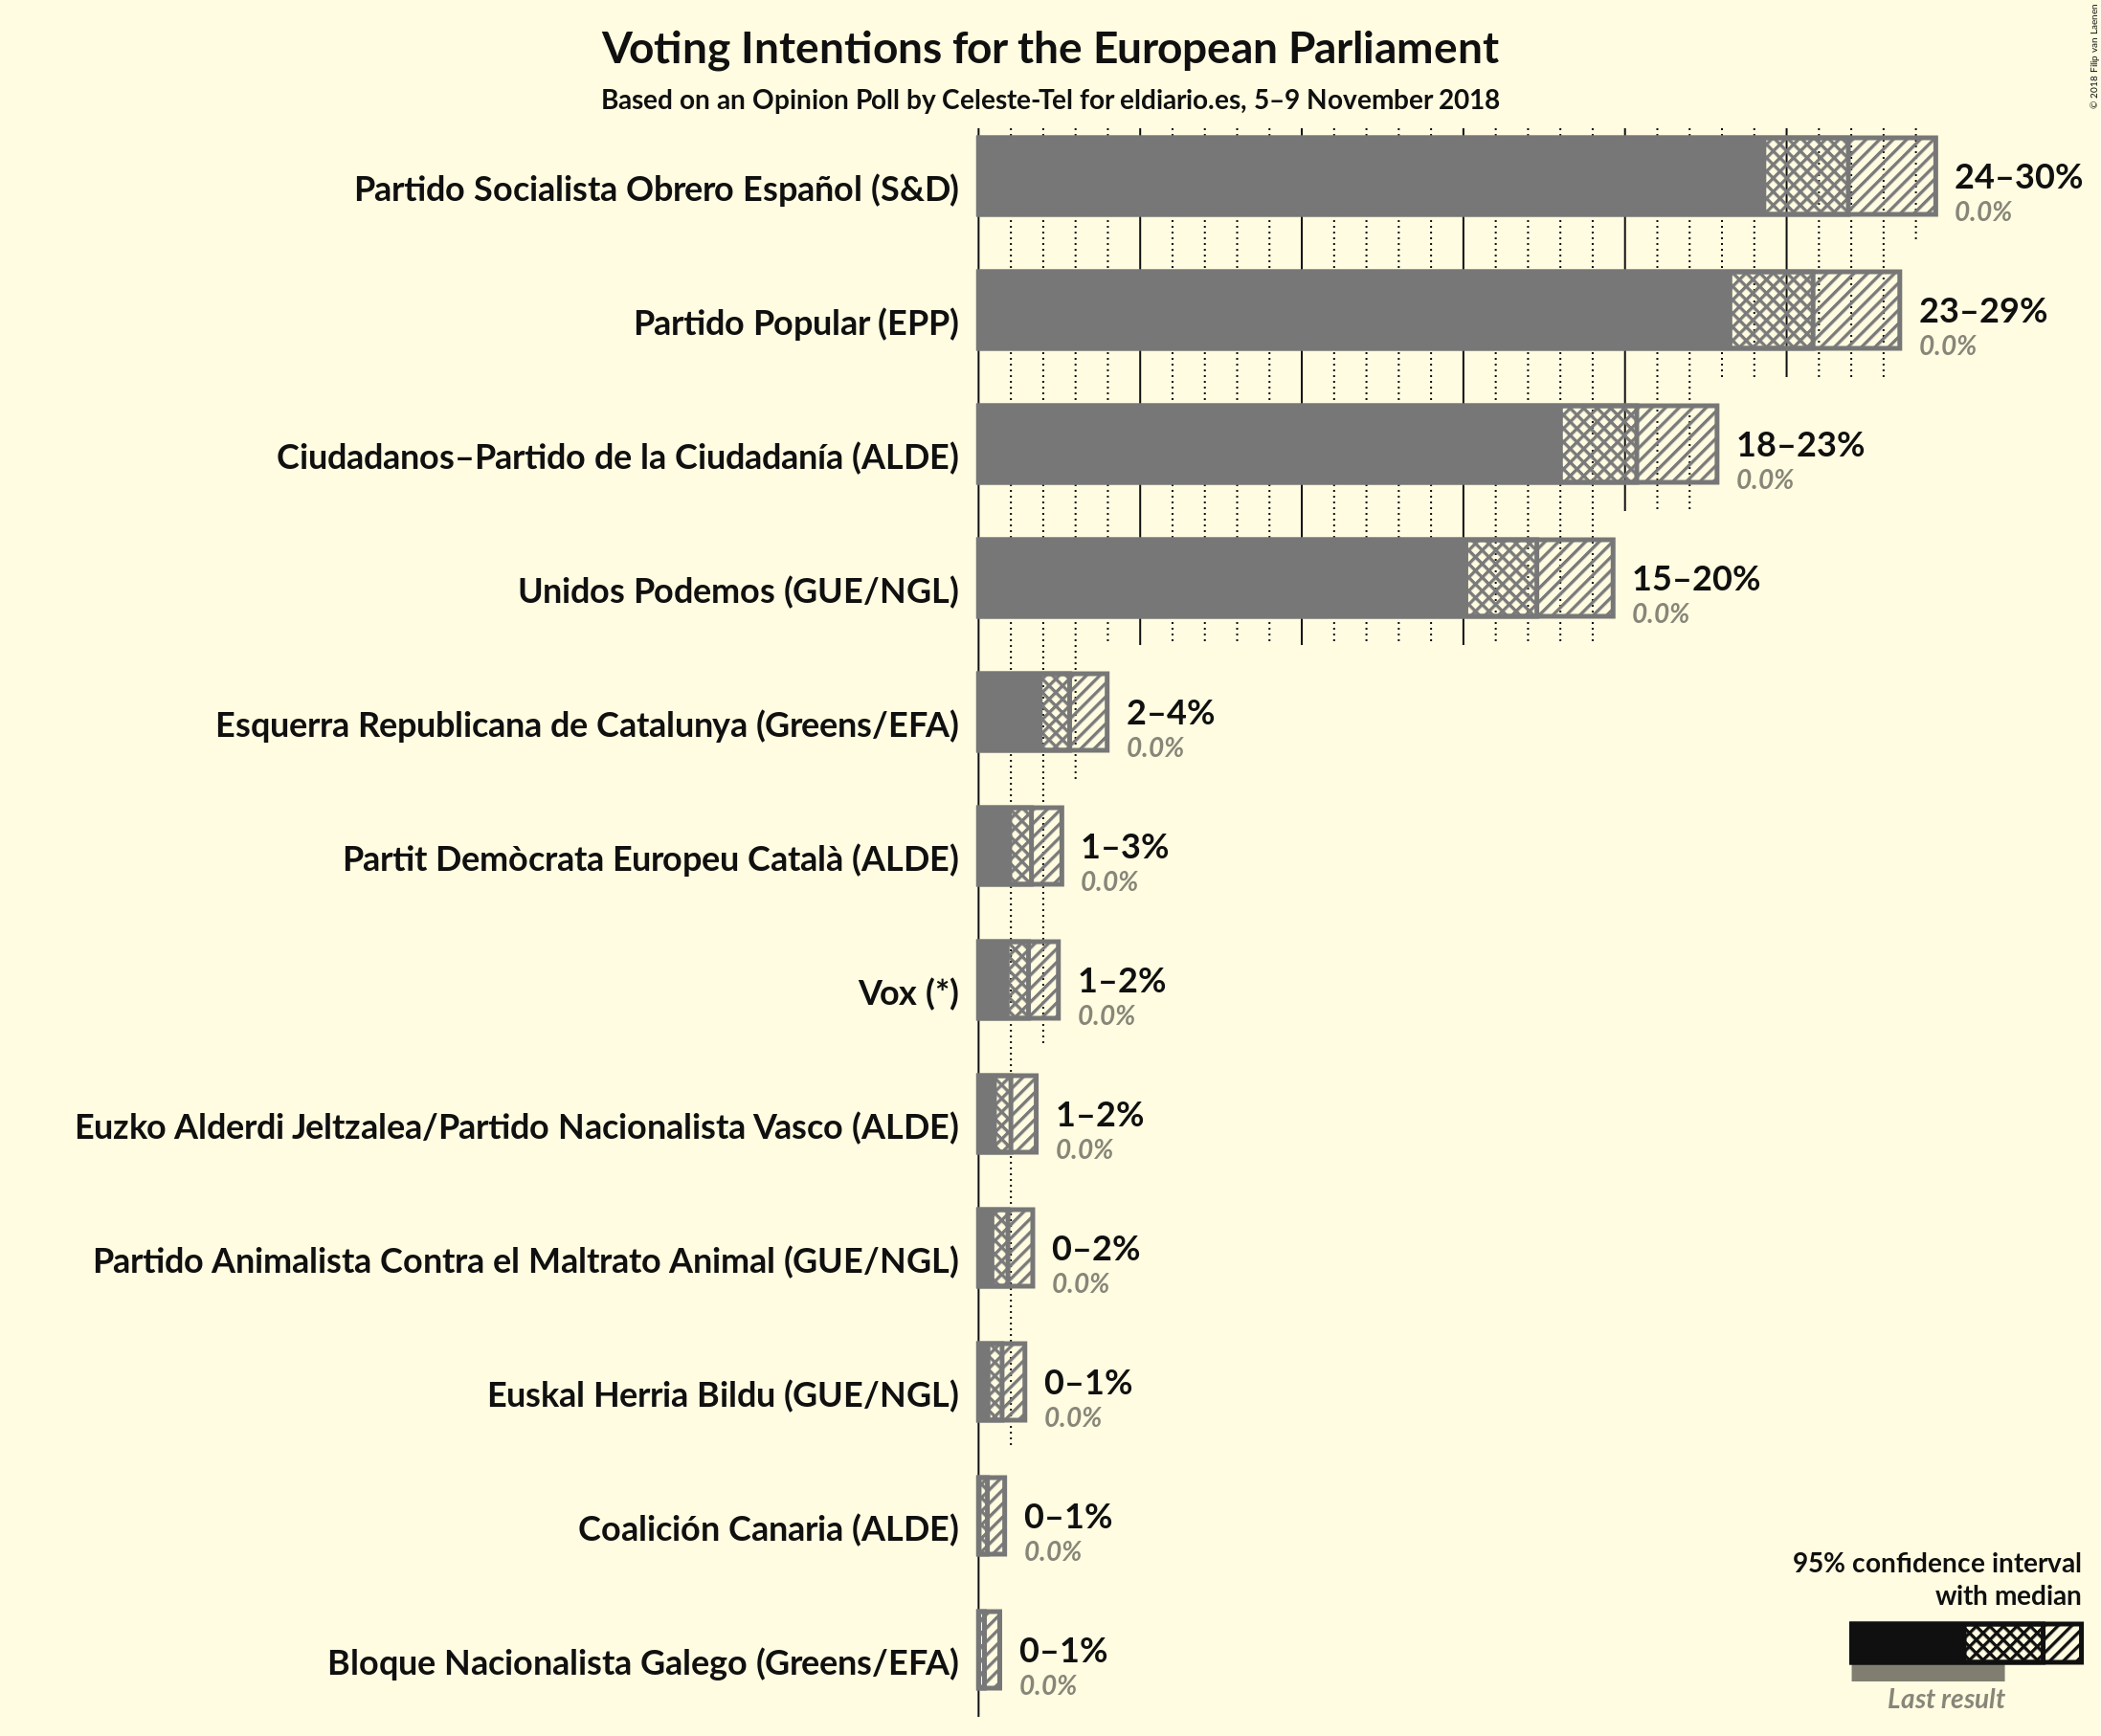 Voting Intentions for the European Parliament
Based on an Opinion Poll by Celeste-Tel for eldiario.es, 5–9 November 2018
© 2018 Filip van Laenen
Partido Socialista Obrero Español (S&D)
24–30%
0.0%
Partido Popular (EPP)
23–29%
0.0%
Ciudadanos–Partido de la Ciudadanía (ALDE)
18–23%
0.0%
Unidos Podemos (GUE/NGL)
15–20%
0.0%
Esquerra Republicana de Catalunya (Greens/EFA)
2–4%
0.0%
Partit Demòcrata Europeu Català (ALDE)
1–3%
0.0%
Vox (*)
1–2%
0.0%
Euzko Alderdi Jeltzalea/Partido Nacionalista Vasco (ALDE)
1–2%
0.0%
Partido Animalista Contra el Maltrato Animal (GUE/NGL)
0–2%
0.0%
Euskal Herria Bildu (GUE/NGL)
0–1%
0.0%
Coalición Canaria (ALDE)
0–1%
0.0%
Bloque Nacionalista Galego (Greens/EFA)
0–1%
0.0%
95% confidence interval
with median
Last result